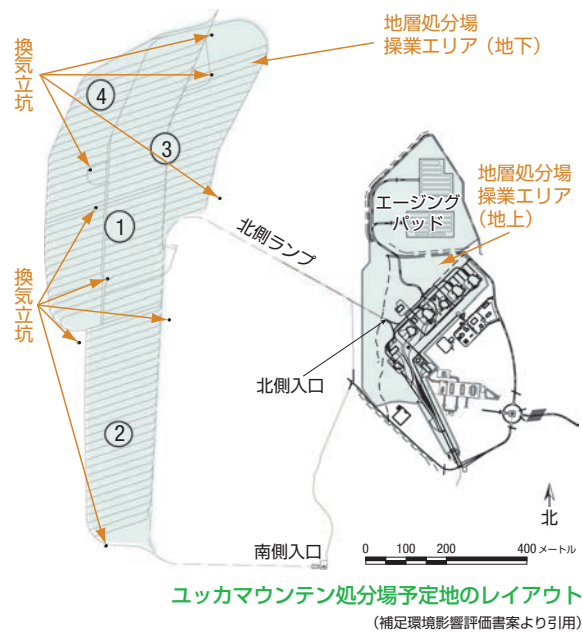 換気立坑
地層処分場
操業エリア（地下）
④
③
①
②
換気立坑
北側ランプ
エージング
パッド
地層処分場
操業エリア
（地上）
北側入口
南側入口
北
0 100 200 400 メートル
ユッカマウンテン処分場予定地のレイアウト
（補足環境影響評価書案より引用）